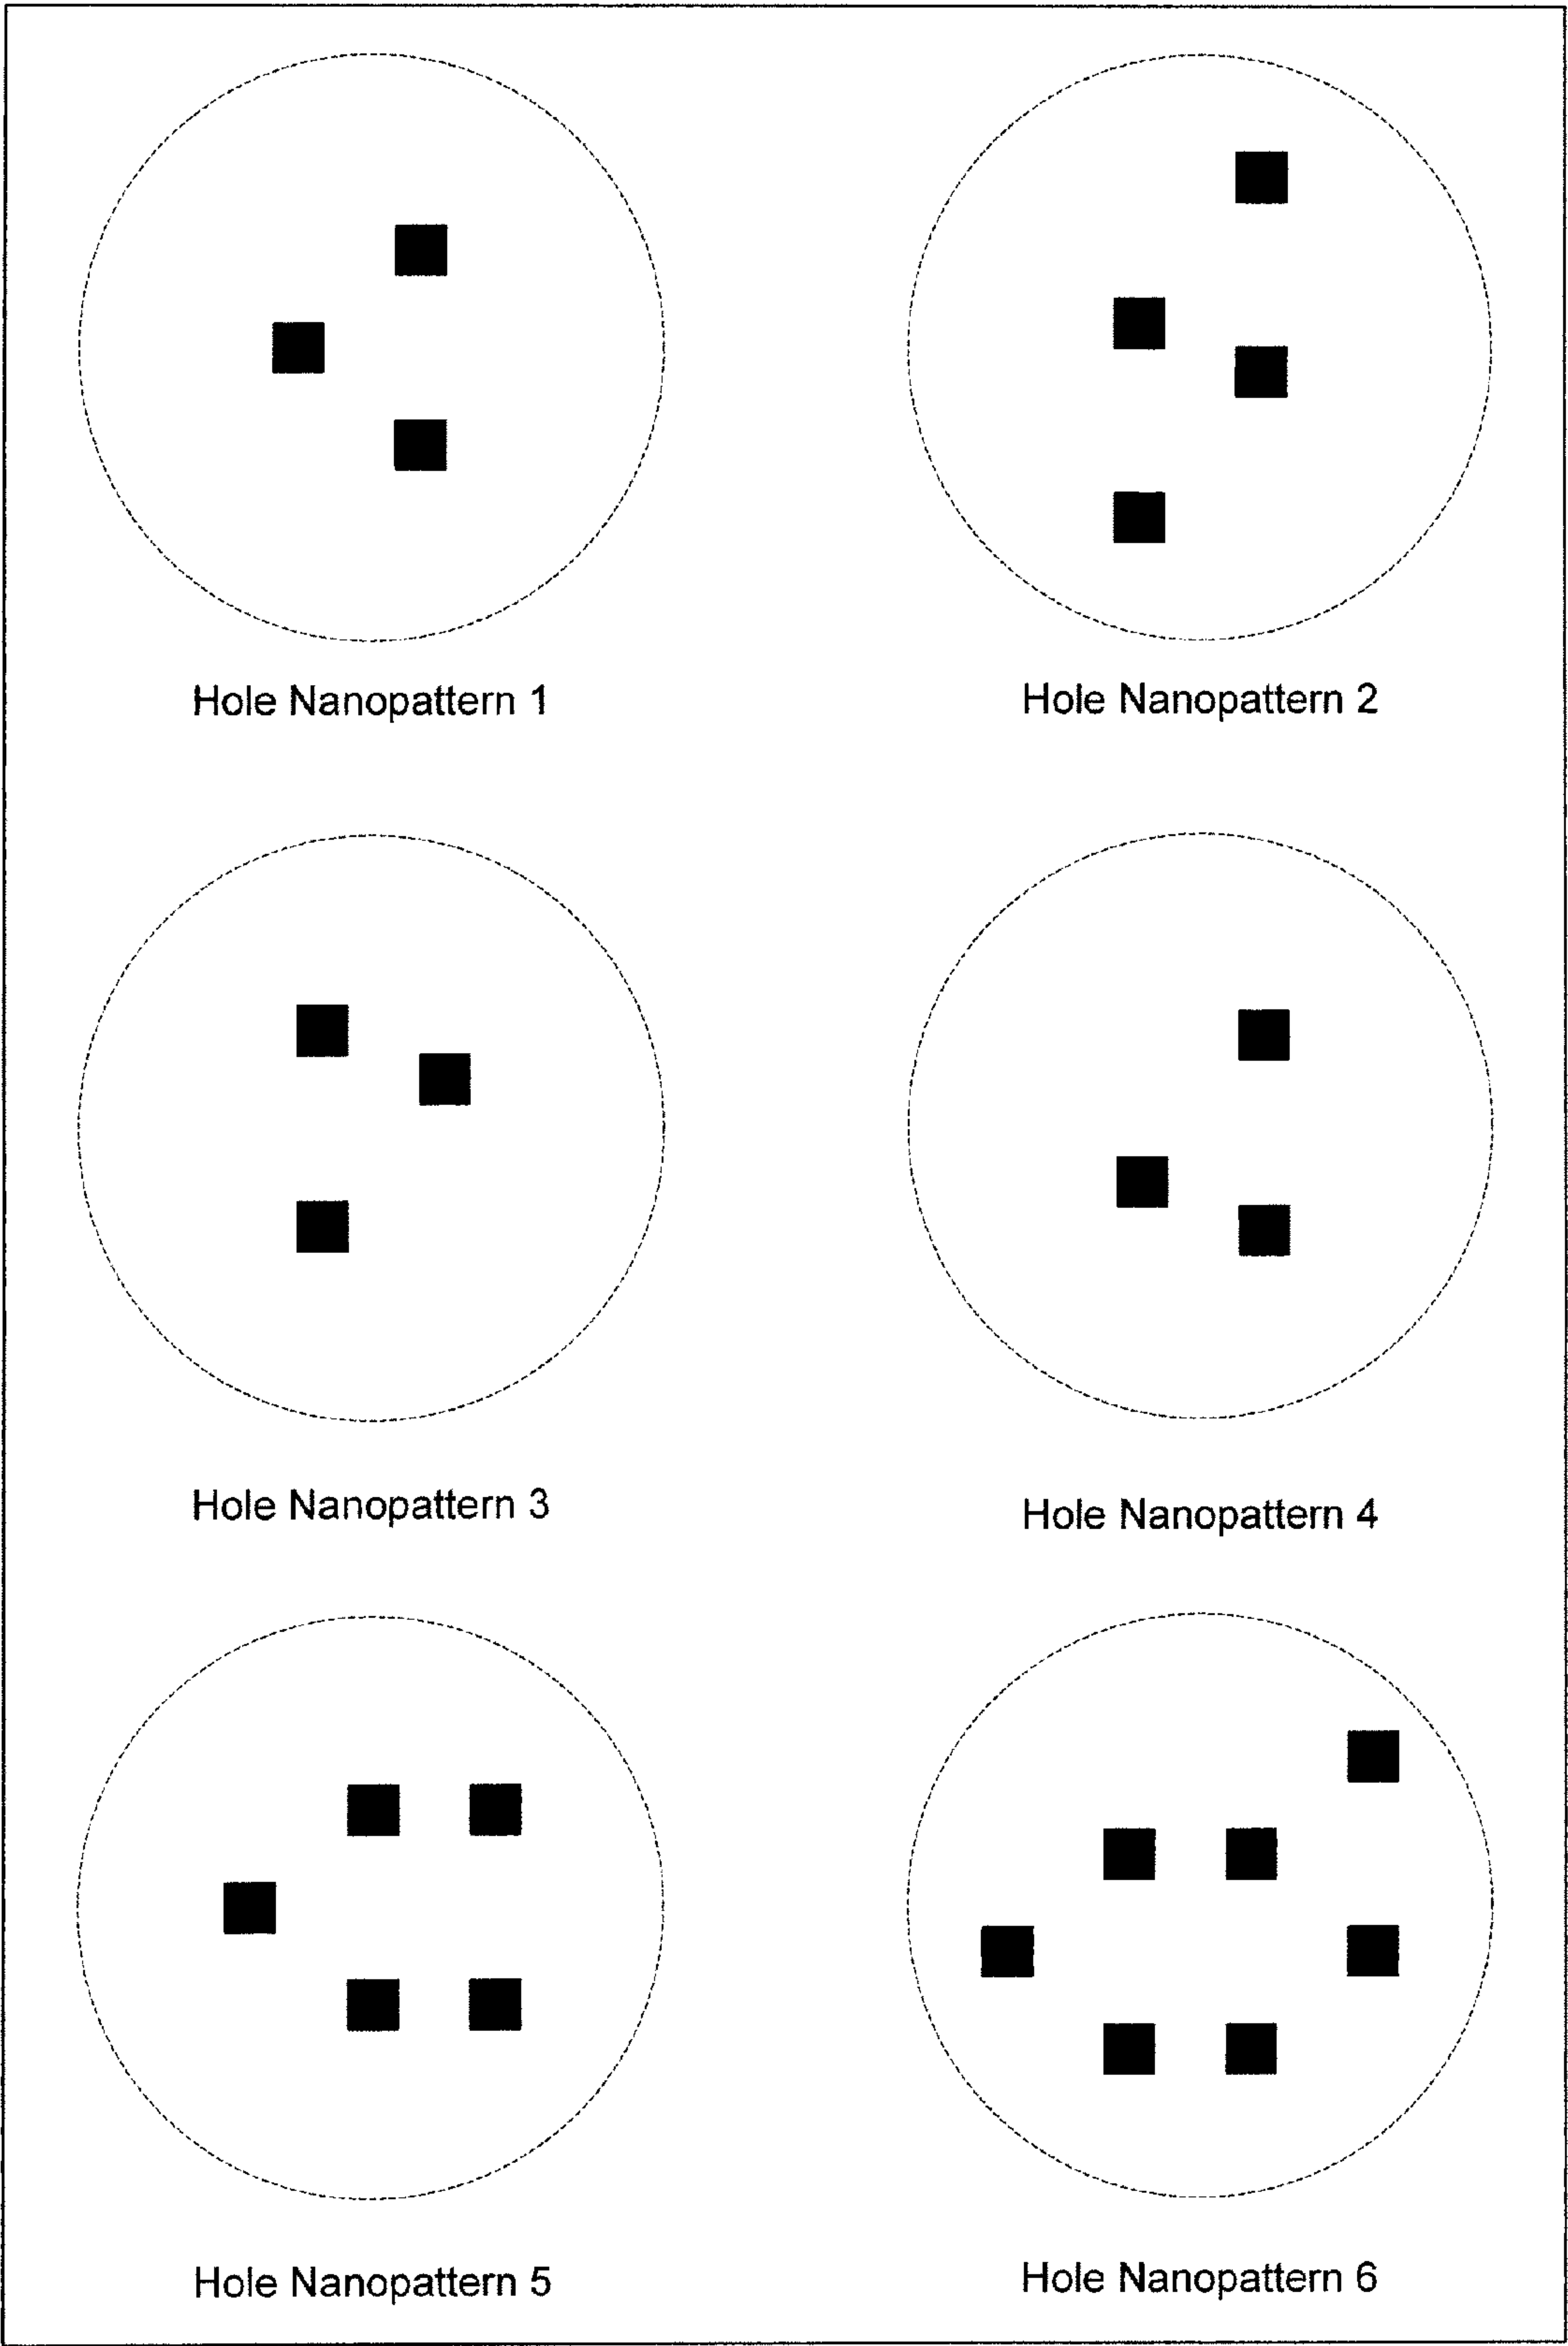 Hole Nanopattern 1
Hole Nanopattern 2
Hole Nanopattern 3
Hole Nanopattern 4
Hole Nanopattern 5
Hole Nanopattern 6